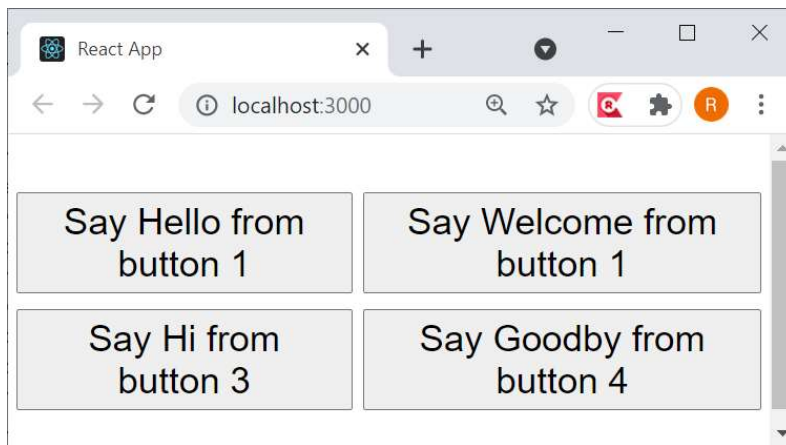 React App
localhost:3000
R
R
Say Hello from
button 1
Say Welcome from
button 1
Say Hi from
button 3
Say Goodby from
button 4